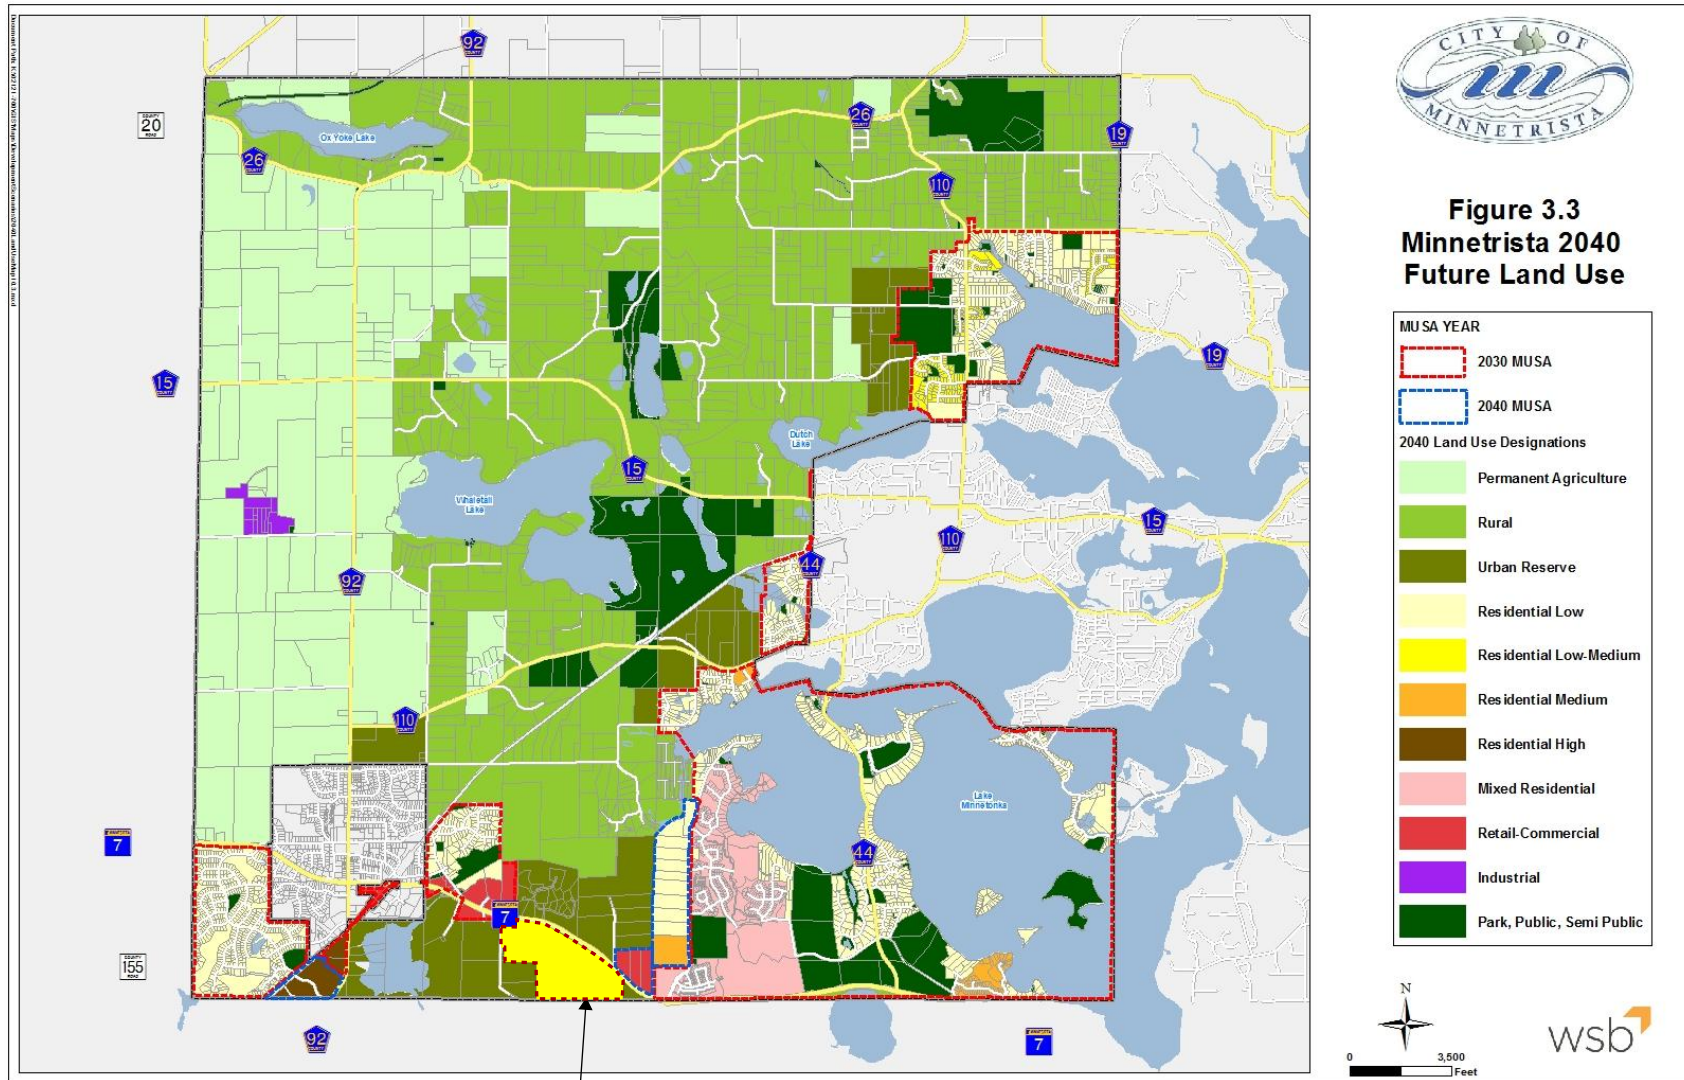 CITY OF
MINNETRISTA
Figure 3.3
Minnetrista 2040
Future Land Use
MUSA YEAR
2030 MUSA
2040 MUSA
2040 Land Use Designations
Permanent Agriculture
Rural
Urban Reserve
Residential Low
Residential Low-Medium
Residential Medium
Residential High
Mixed Residential
Retail-Commercial
Industrial
Park, Public, Semi Public
N
0 3,500
Feet
wsb
92
COUNTY
20
ROAD
26
19
Ox Yoke Lake
26
110
15
19
Dutch
Lake
15
Whaletail
Lake
15
110
44
92
110
Lake
Minnetonka
7
44
7
COUNTY
155
ROAD
92
7